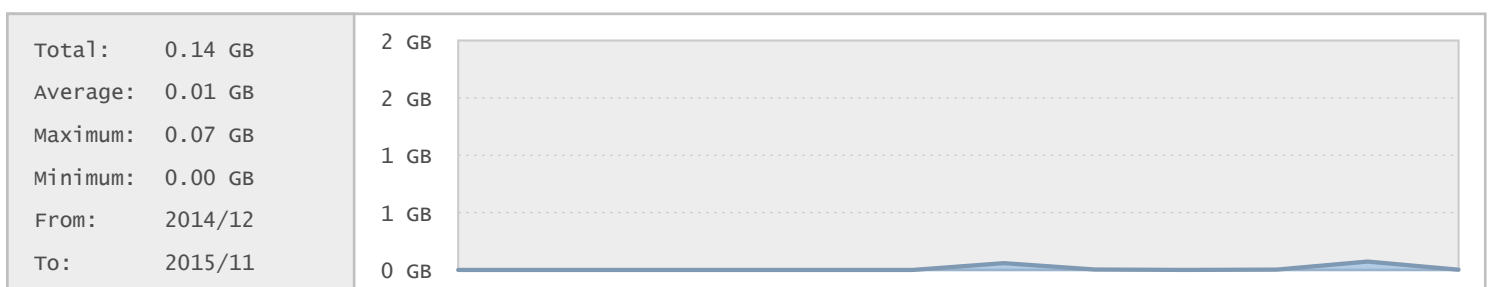 Total: 0.14 GB
Average: 0.01 GB
Maximum: 0.07 GB
Minimum: 0.00 GB
From: 2014/12
To: 2015/11
2 GB
2 GB
1 GB
1 GB
0 GB